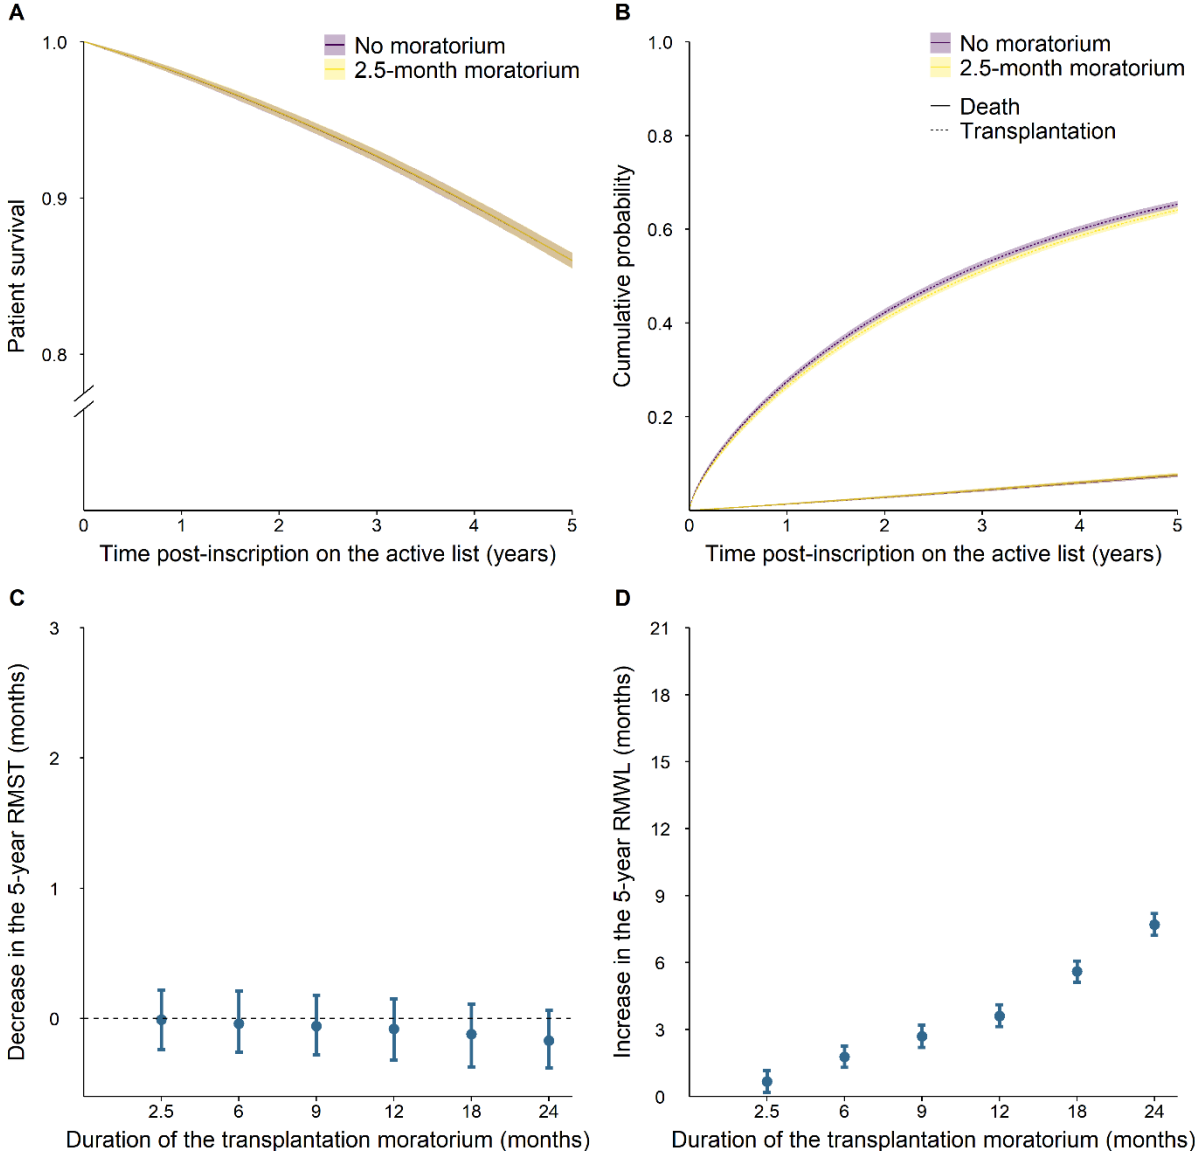 A
Patient survival
1.0
0.9
0.8
No moratorium
2.5-month moratorium
0 1 2 3 4 5
Time post-inscription on the active list (years)
B
Cumulative probability
1.0
0.8
0.6
0.4
0.2
No moratorium
2.5-month moratorium
Death
Transplantation
0 1 2 3 4 5
Time post-inscription on the active list (years)
C
Decrease in the 5-year RMST (months)
3
2
1
0
2.5 6 9 12 18 24
Duration of the transplantation moratorium (months)
D
Increase in the 5-year RMWL (months)
21
18
15
12
9
6
3
0
2.5 6 9 12 18 24
Duration of the transplantation moratorium (months)